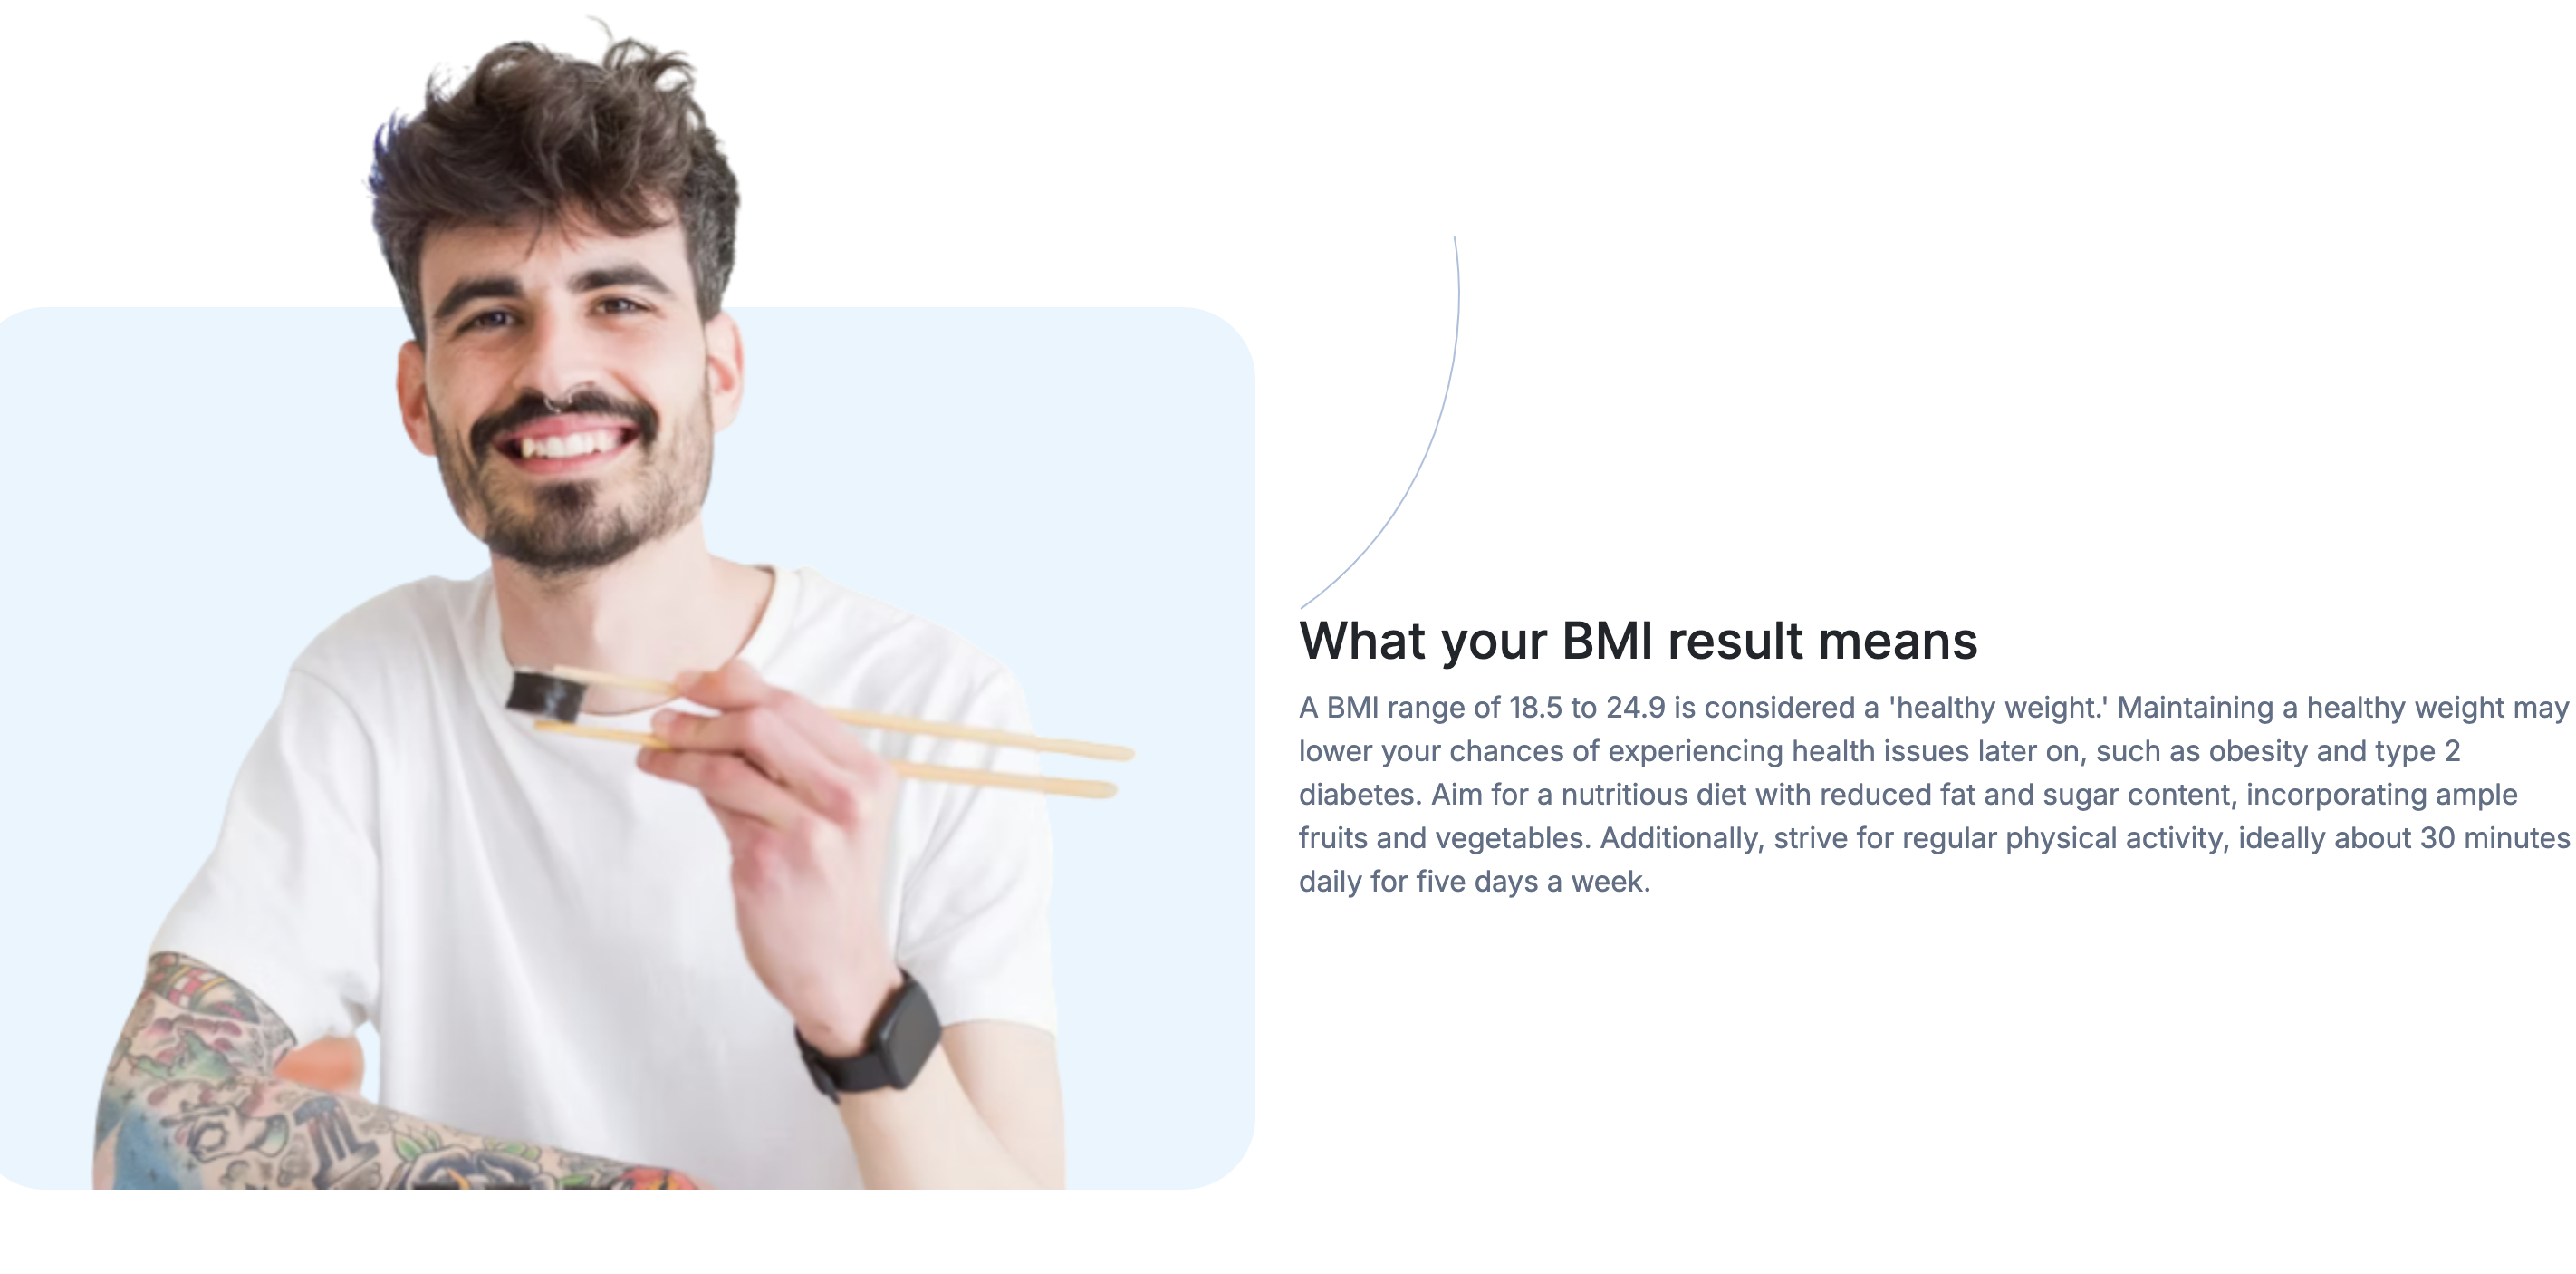 What your BMI result means
A BMI range of 18.5 to 24.9 is considered a 'healthy weight.' Maintaining a healthy weight may
lower your chances of experiencing health issues later on, such as obesity and type 2
diabetes. Aim for a nutritious diet with reduced fat and sugar content, incorporating ample
fruits and vegetables. Additionally, strive for regular physical activity, ideally about 30 minutes
daily for five days a week.